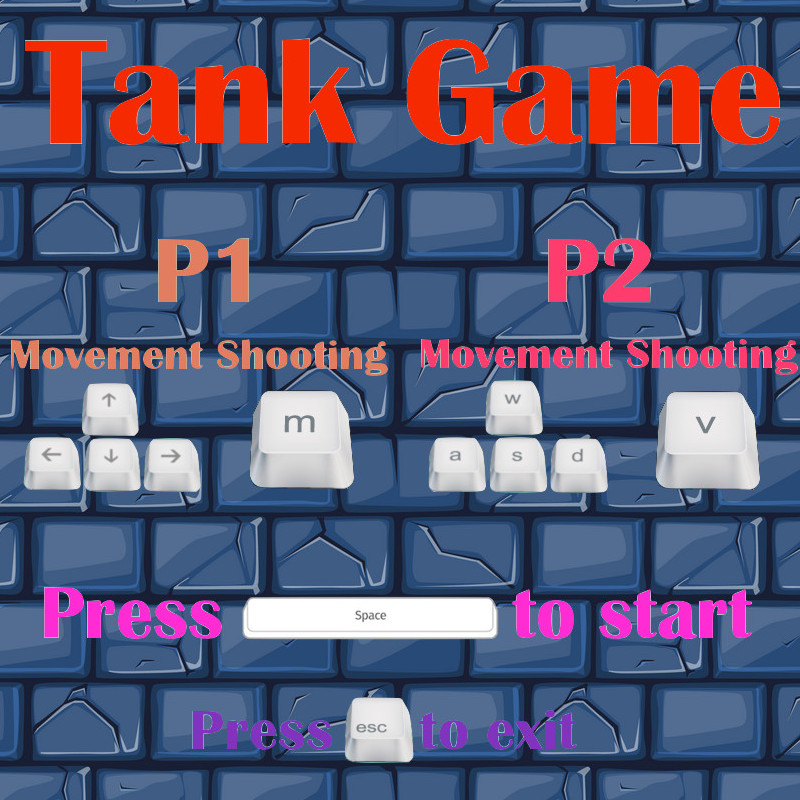 Tank Game
P1 P2
Movement Shooting Movement Shooting
↑ m w v
← ↓ → a s d
Press Space to start
Press esc to exit